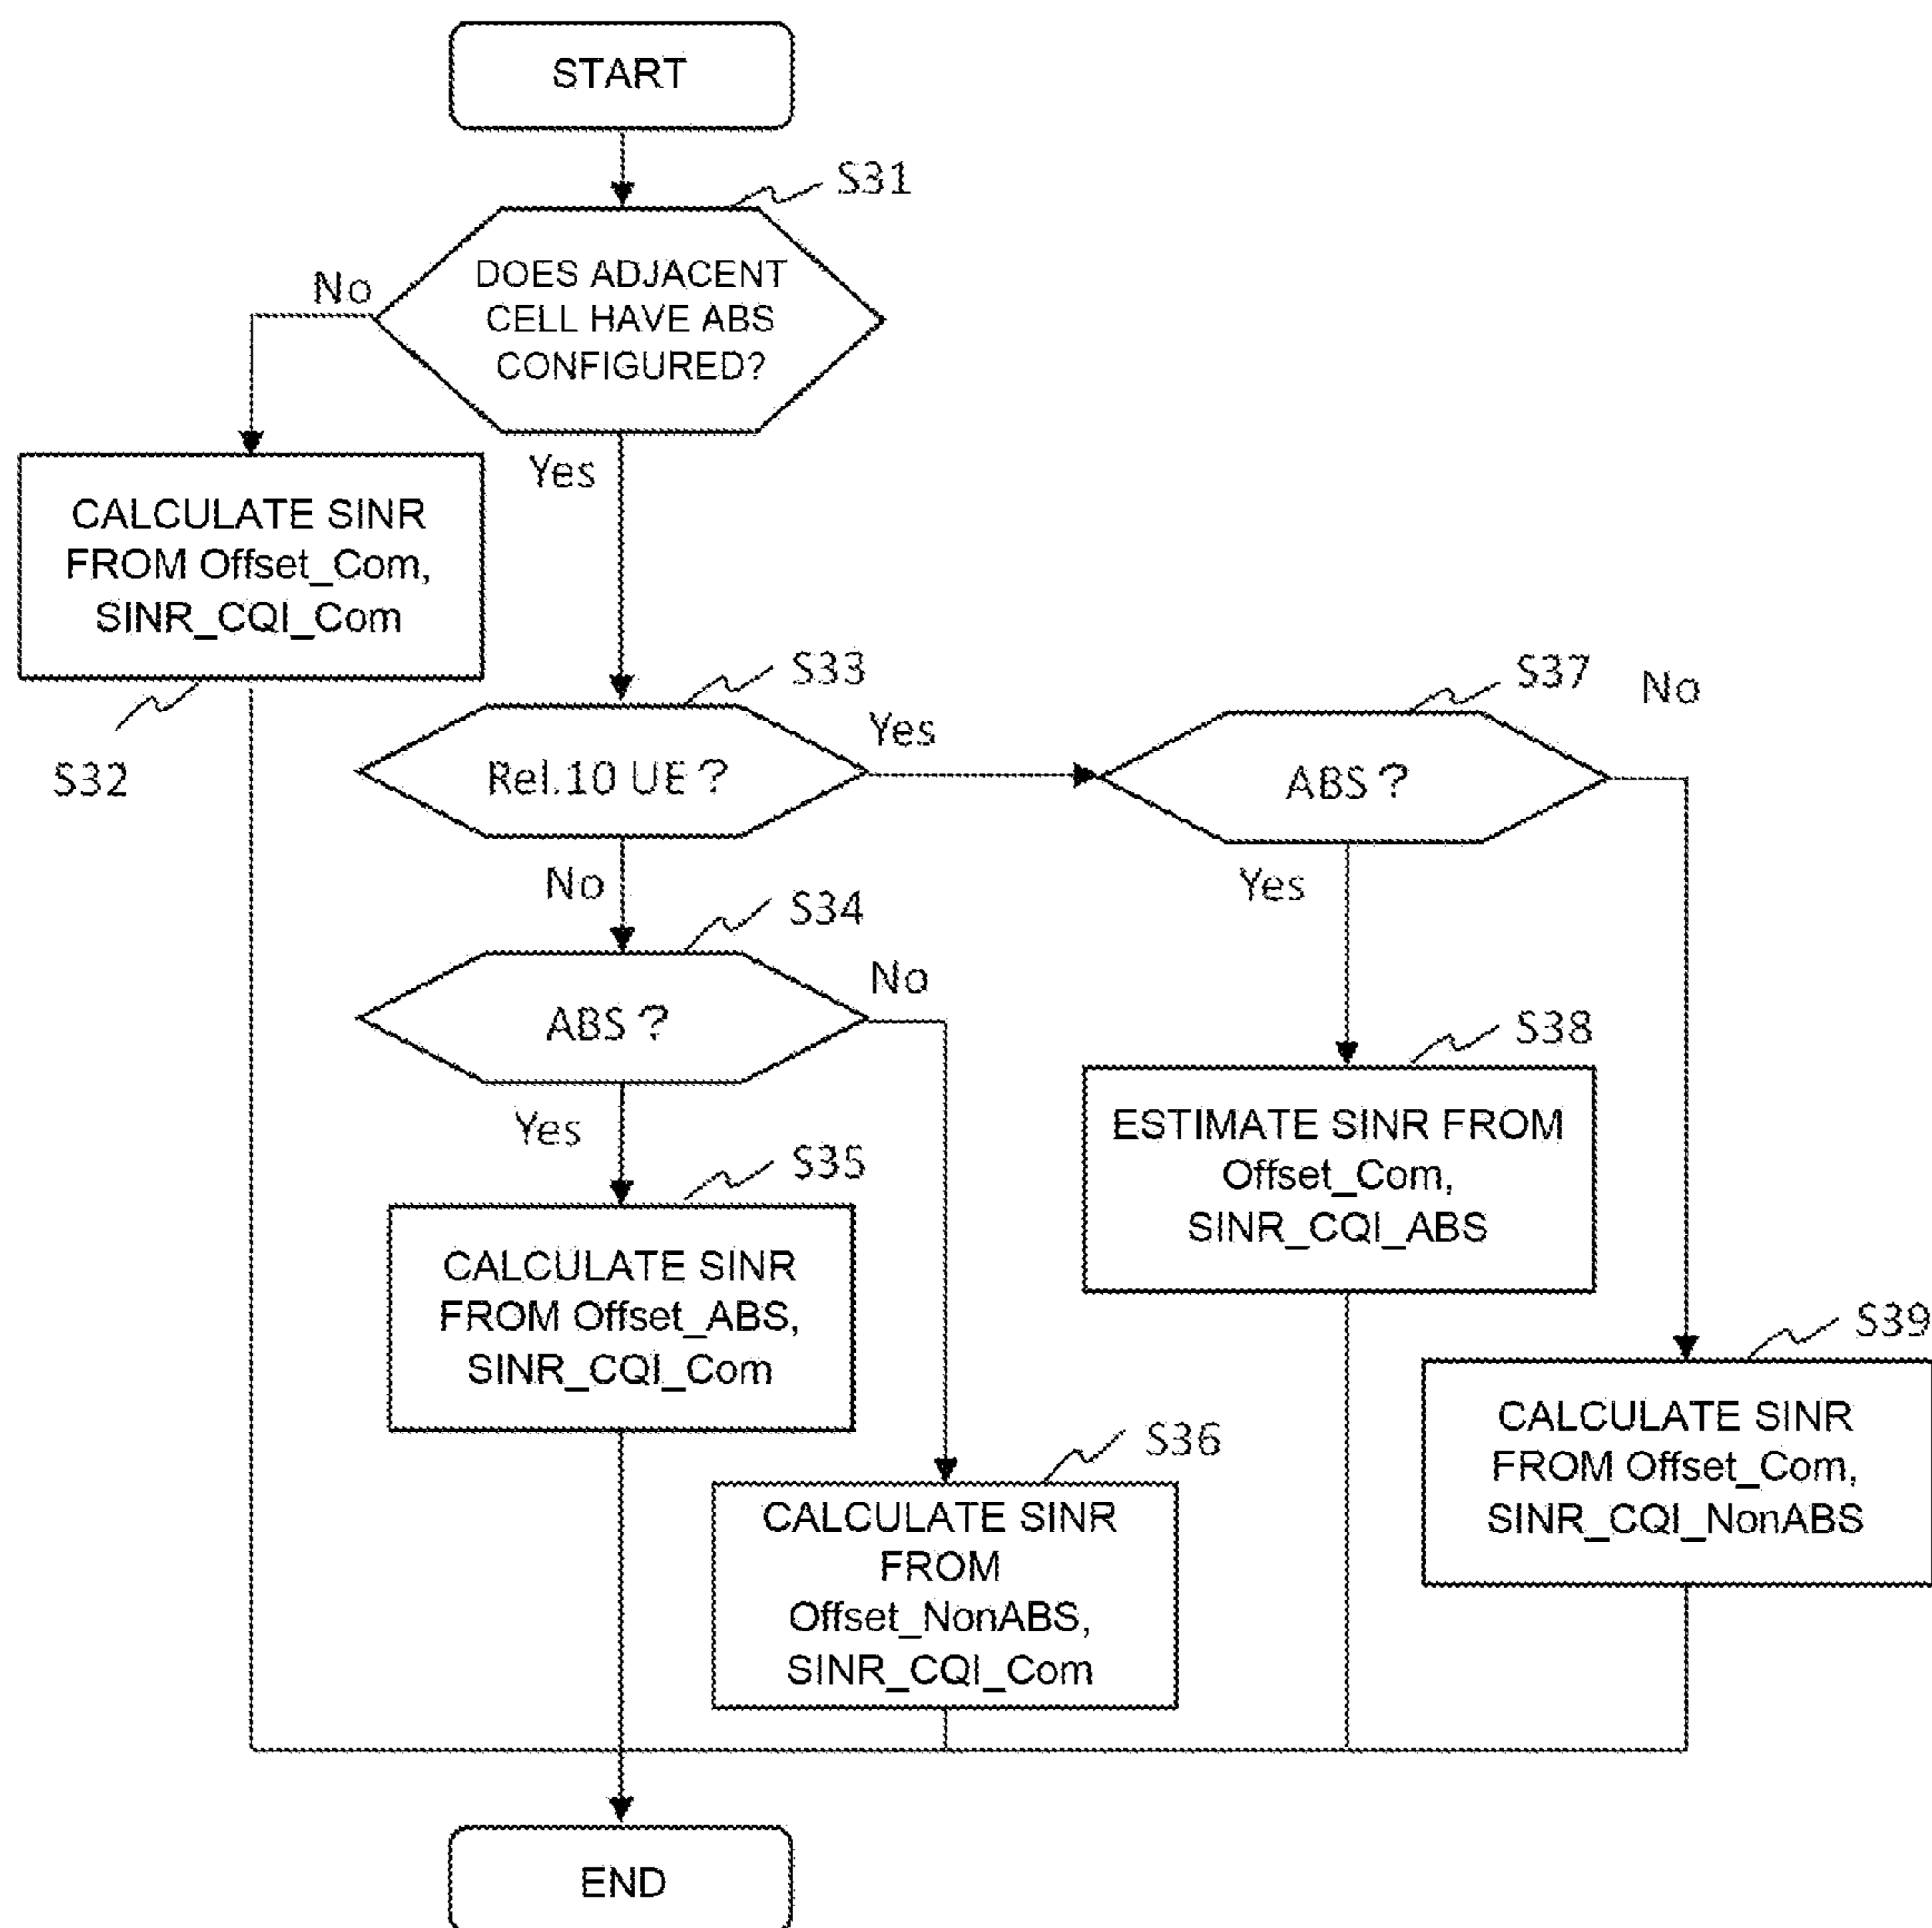 START
S31
DOES ADJACENT
CELL HAVE ABS
CONFIGURED?
No
Yes
CALCULATE SINR
FROM Offset_Com,
SINR_CQI_Com
S32
S33
Rel.10 UE?
Yes
No
S37
ABS?
No
Yes
S34
ABS?
No
Yes
S38
ESTIMATE SINR FROM
Offset_Com,
SINR_CQI_ABS
S35
CALCULATE SINR
FROM Offset_ABS,
SINR_CQI_Com
S39
CALCULATE SINR
FROM Offset_Com,
SINR_CQI_NonABS
S36
CALCULATE SINR
FROM
Offset_NonABS,
SINR_CQI_Com
END